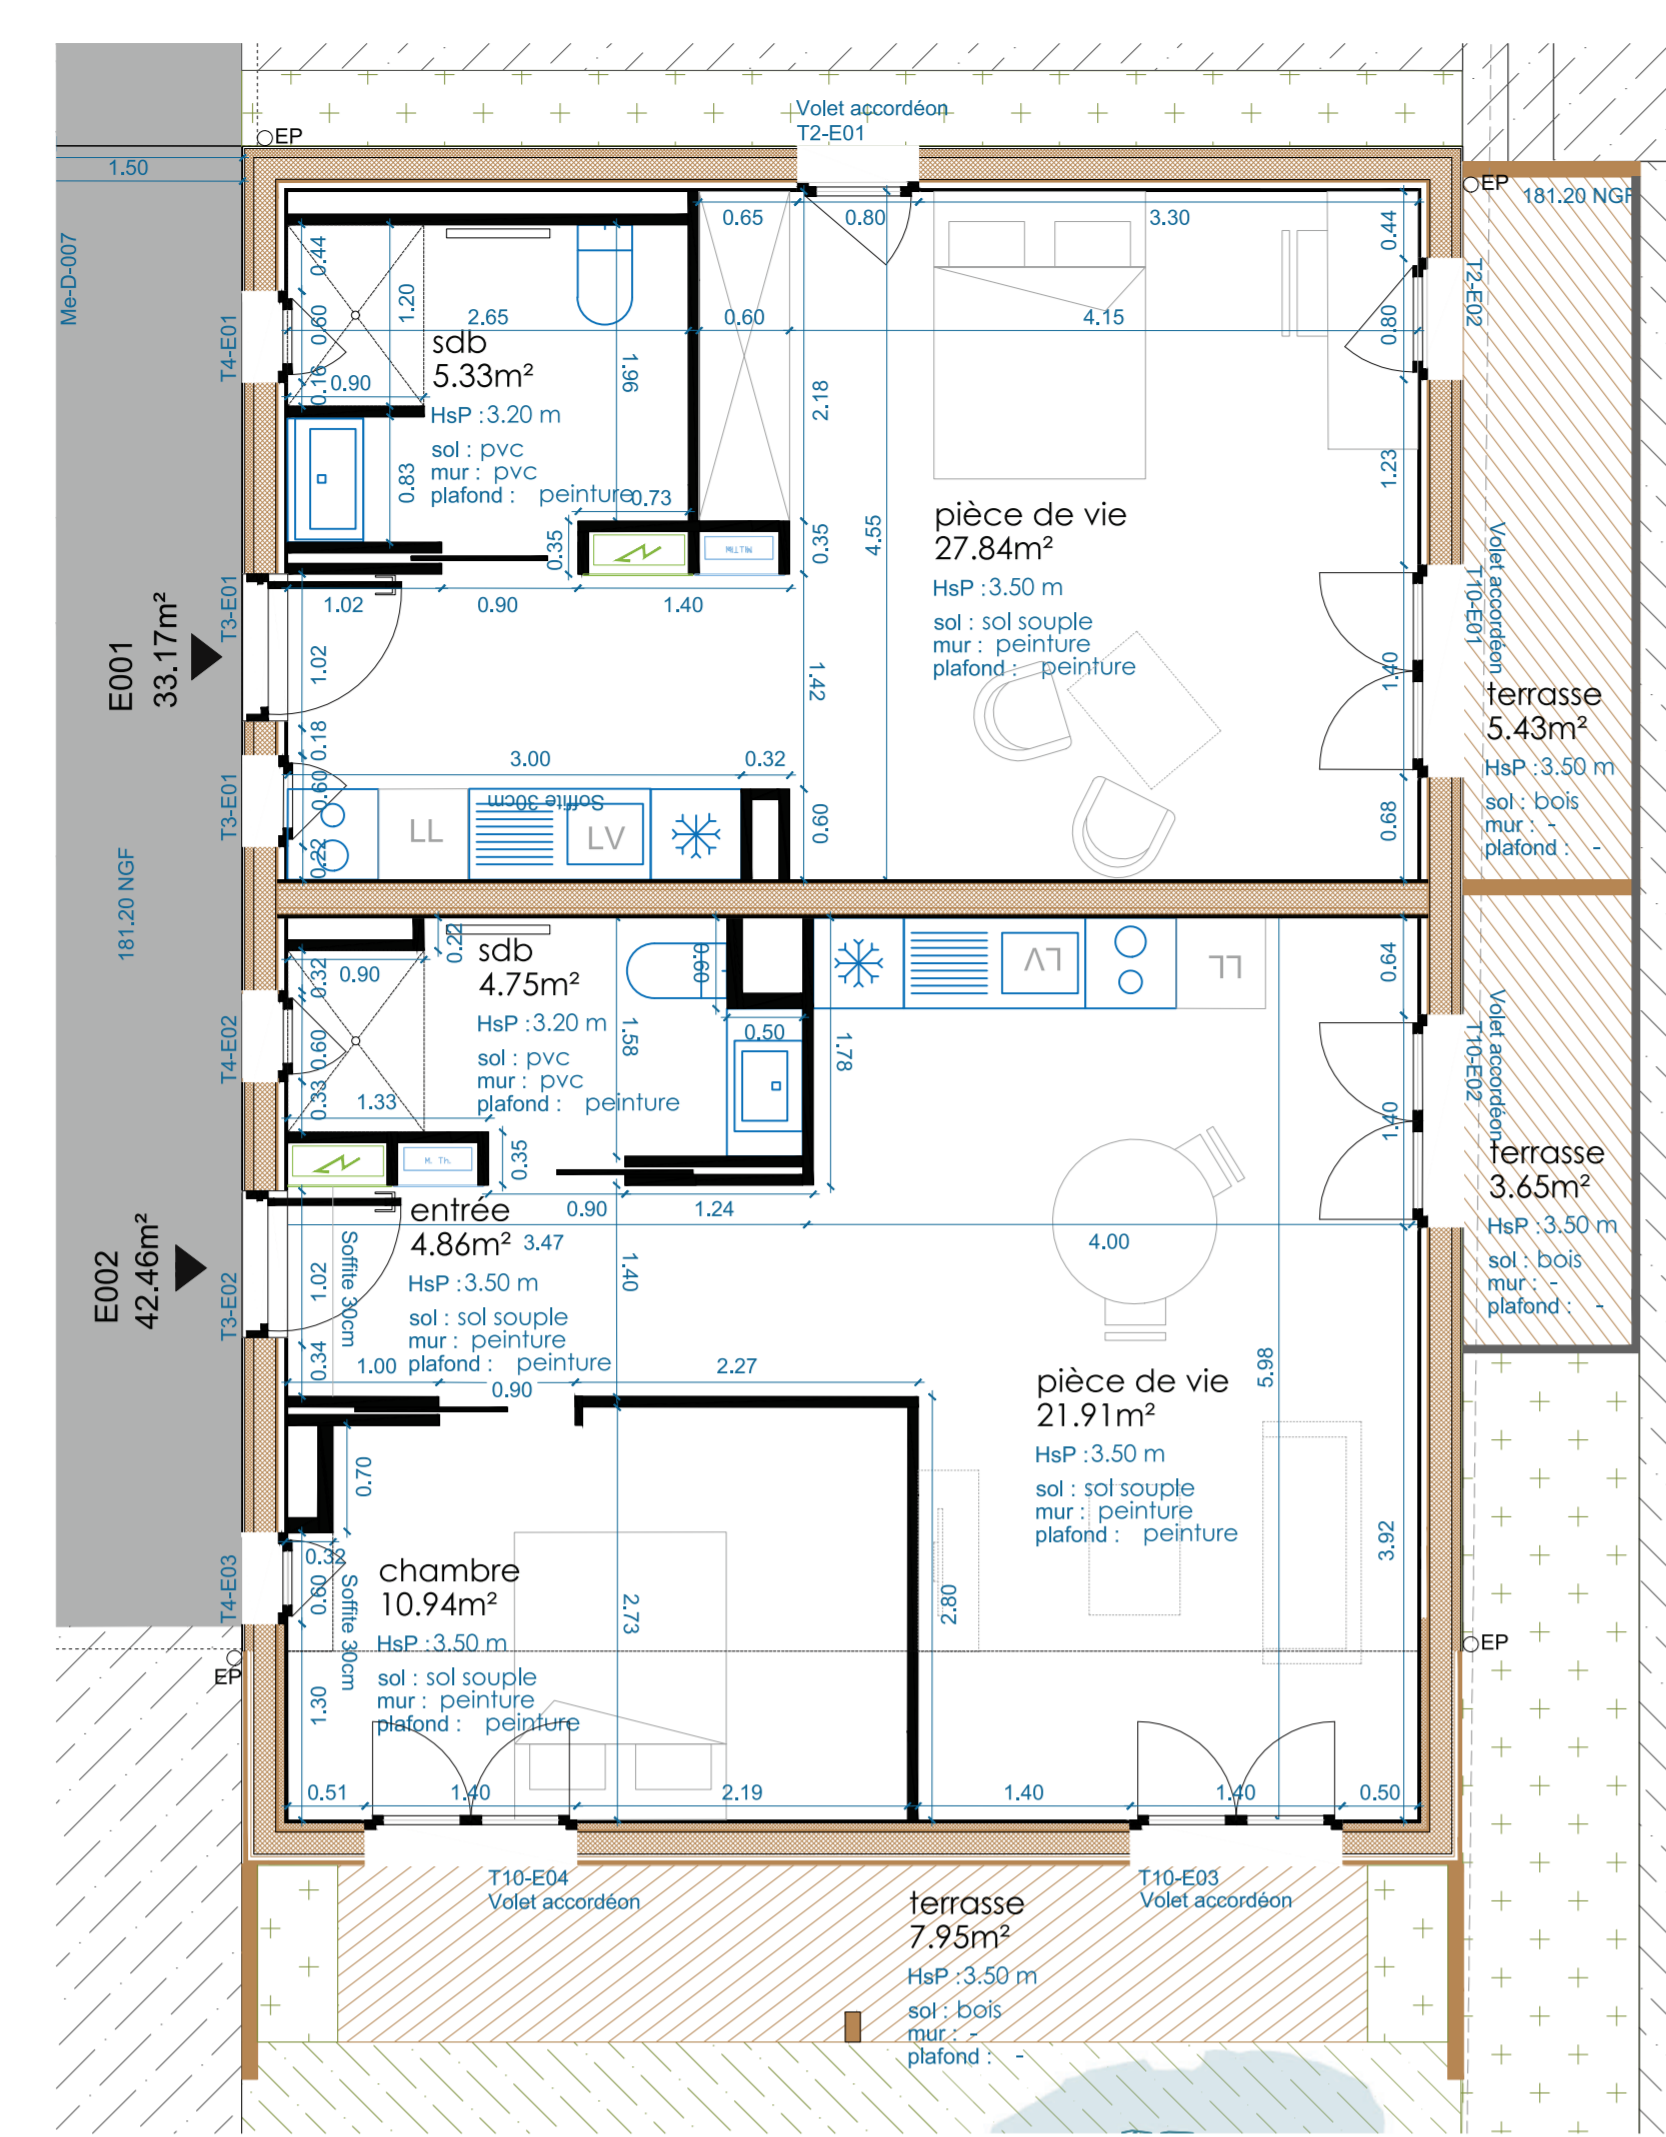 Volet accordéon
T2-E01
EP
1.50
EP
181.20 NGF
Me-D-007
0.65
0.80
3.30
0.44
0.44
T2-E02
0.60
1.20
2.65
0.60
4.15
0.80
T4-E01
sdb
5.33m²
0.16
0.90
1.96
2.18
HsP :3.20 m
sol : pvc
mur : pvc
plafond : peinture
0.83
0.73
1.23
pièce de vie
27.84m²
HsP :3.50 m
sol : sol souple
mur : peinture
plafond : peinture
4.55
0.35
0.35
Volet accordéon
T10-E01
T3-E01
1.02
0.90
1.40
E001
33.17m²
1.02
1.42
1.40
terrasse
5.43m²
HsP :3.50 m
sol : bois
mur : -
plafond : -
0.18
3.00
0.32
0.60
Soffite 30cm
T3-E01
LL
LV
0.60
0.68
0.22
181.20 NGF
0.22
sdb
4.75m²
HsP :3.20 m
sol : pvc
mur : pvc
plafond : peinture
0.32
0.90
0.60
LV
LL
0.64
Volet accordéon
T10-E02
T4-E02
0.60
1.58
0.50
1.78
0.33
1.33
1.40
M. Th.
0.35
terrasse
3.65m²
HsP :3.50 m
sol : bois
mur : -
plafond : -
entrée
4.86m²
HsP :3.50 m
sol : sol souple
mur : peinture
plafond : peinture
0.90
1.24
3.47
4.00
E002
42.46m²
T3-E02
1.02
Soffite 30cm
1.40
0.34
1.00
0.90
2.27
5.98
pièce de vie
21.91m²
HsP :3.50 m
sol : sol souple
mur : peinture
plafond : peinture
0.70
3.92
0.32
T4-E03
0.60
Soffite 30cm
chambre
10.94m²
HsP :3.50 m
sol : sol souple
mur : peinture
plafond : peinture
2.73
2.80
EP
EP
1.30
0.51
1.40
2.19
1.40
1.40
0.50
T10-E04
Volet accordéon
T10-E03
Volet accordéon
terrasse
7.95m²
HsP :3.50 m
sol : bois
mur : -
plafond : -